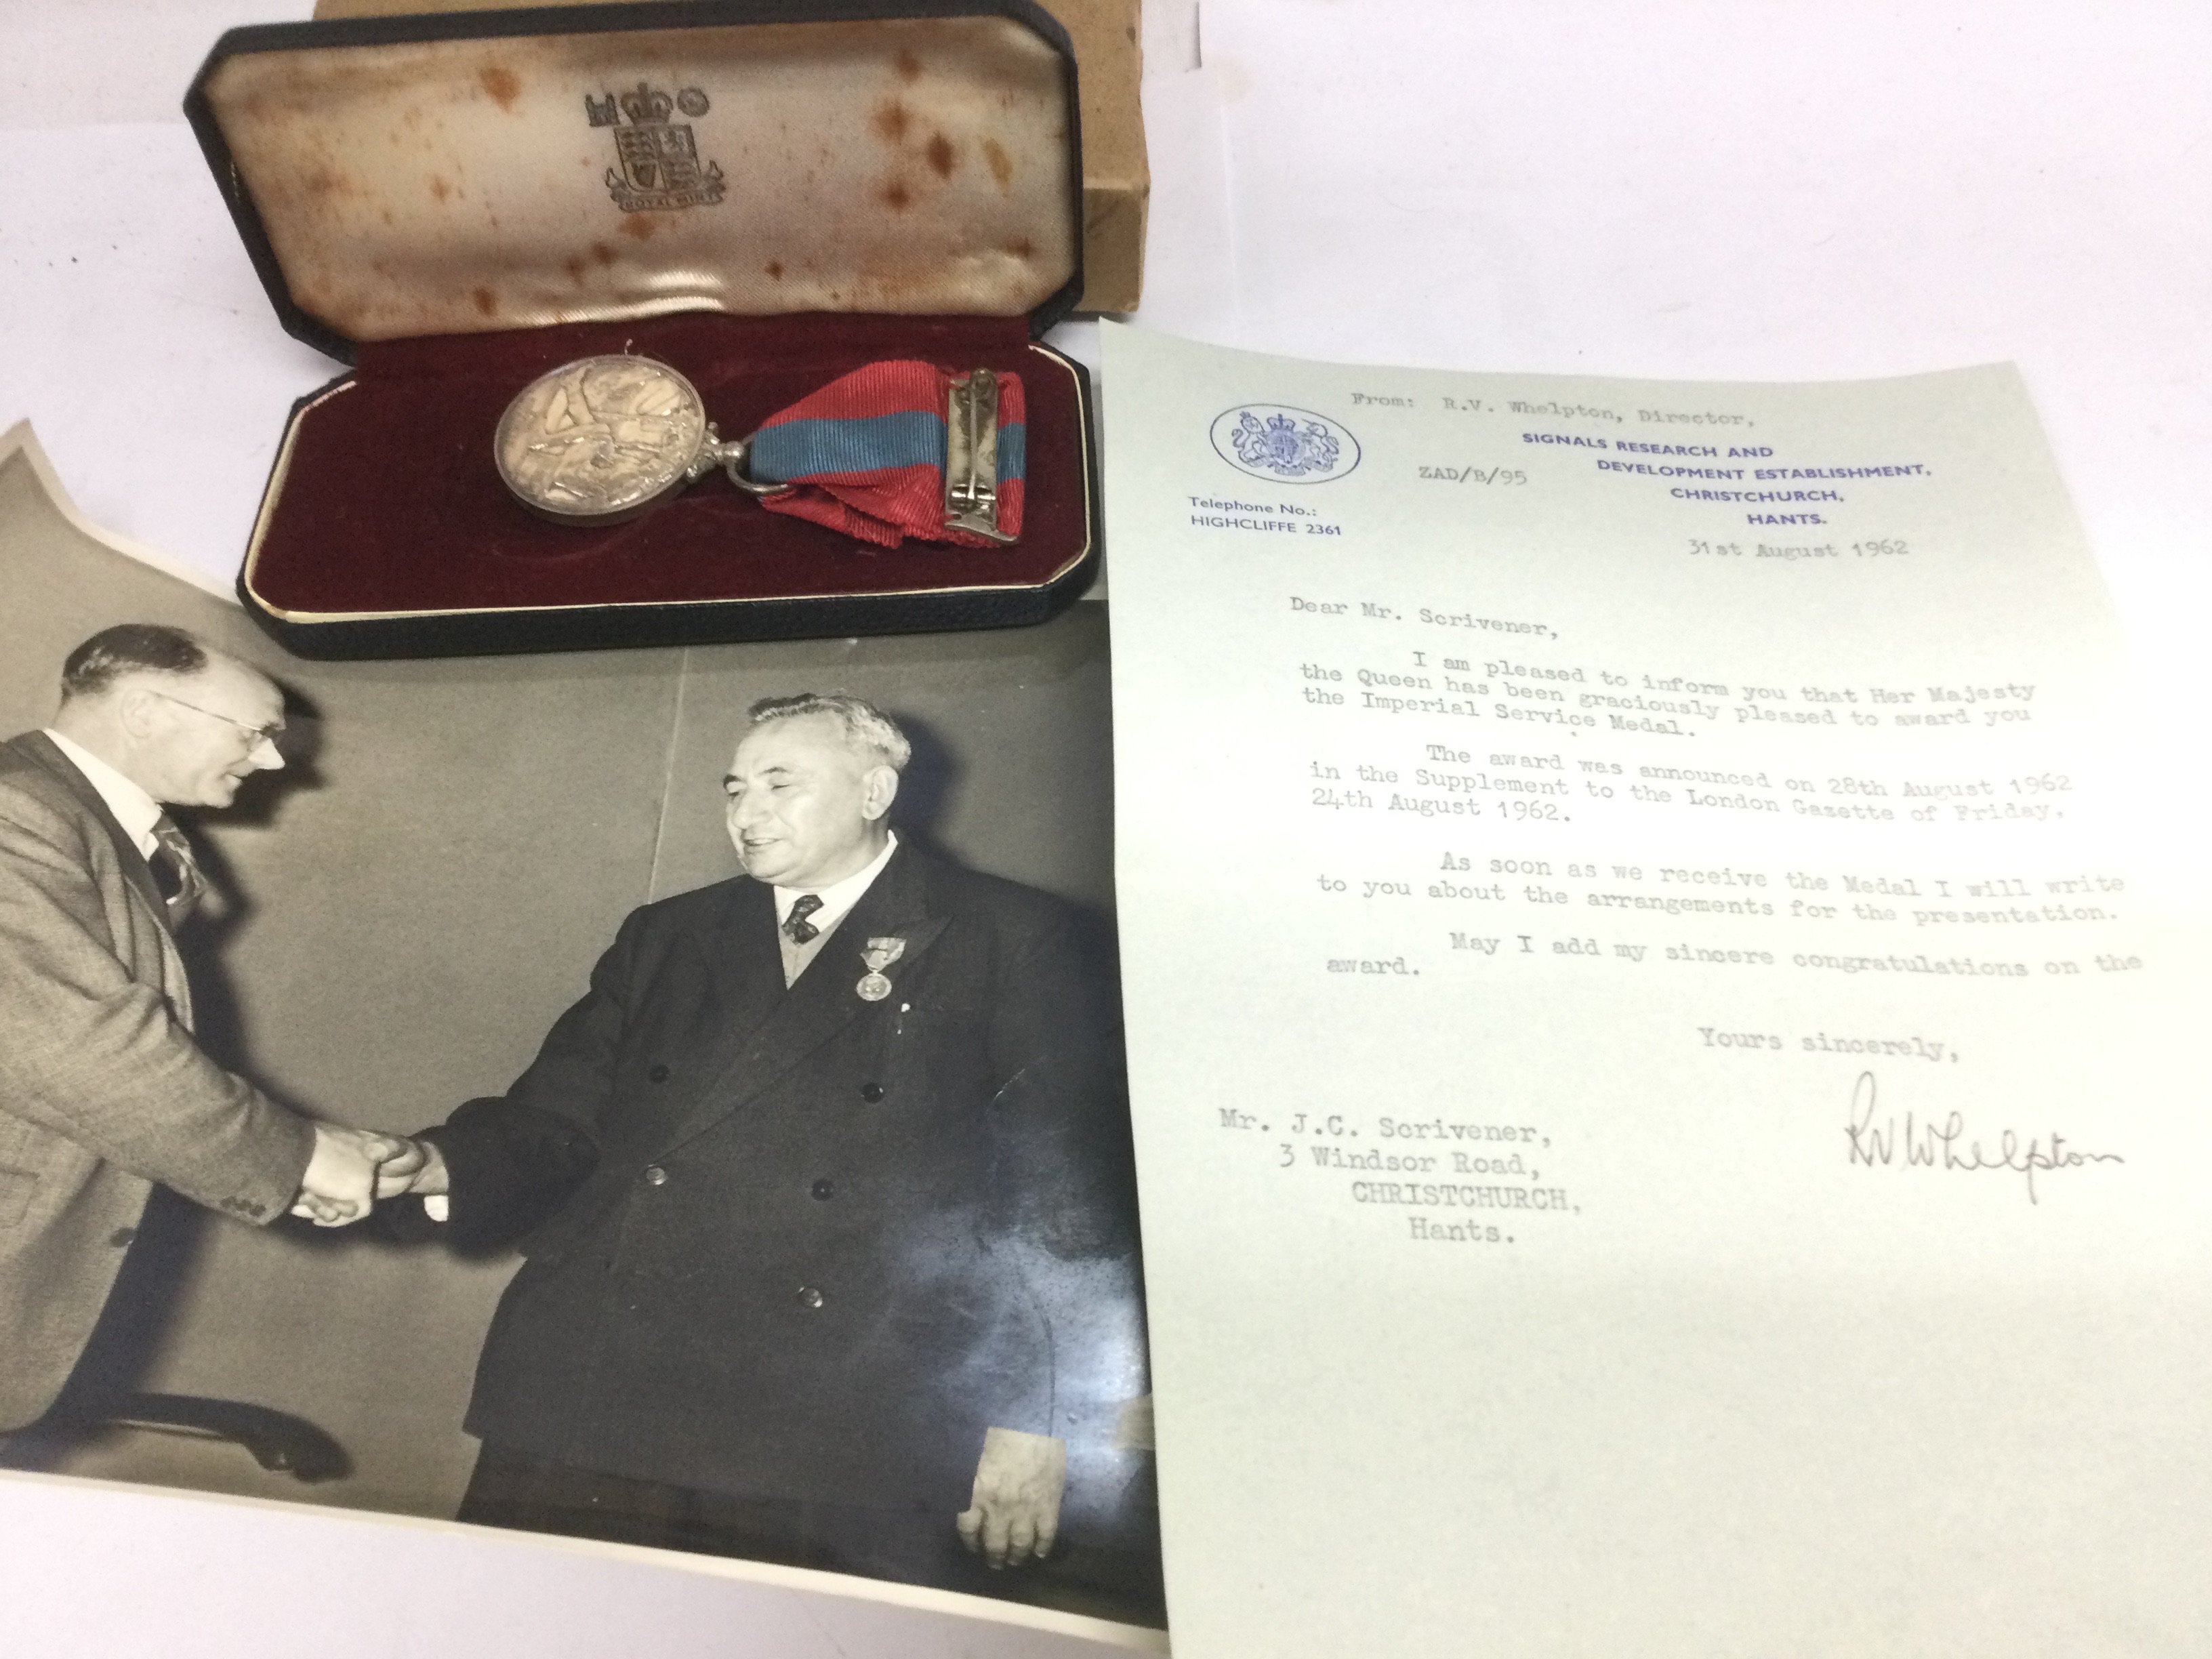 ROYAL MINT
From: R.V. Whelpton, Director,
SIGNALS RESEARCH AND
DEVELOPMENT ESTABLISHMENT,
CHRISTCHURCH,
HANTS.
ZAD/B/95
Telephone No.:
HIGHCLIFFE 2361
31st August 1962
Dear Mr. Scrivener,
I am pleased to inform you that Her Majesty
the Queen has been graciously pleased to award you
the Imperial Service Medal.
The award was announced on 28th August 1962
in the Supplement to the London Gazette of Friday,
24th August 1962.
As soon as we receive the Medal I will write
to you about the arrangements for the presentation.
May I add my sincere congratulations on the
award.
Yours sincerely,
RVWhelpton
Mr. J.C. Scrivener,
3 Windsor Road,
CHRISTCHURCH,
Hants.